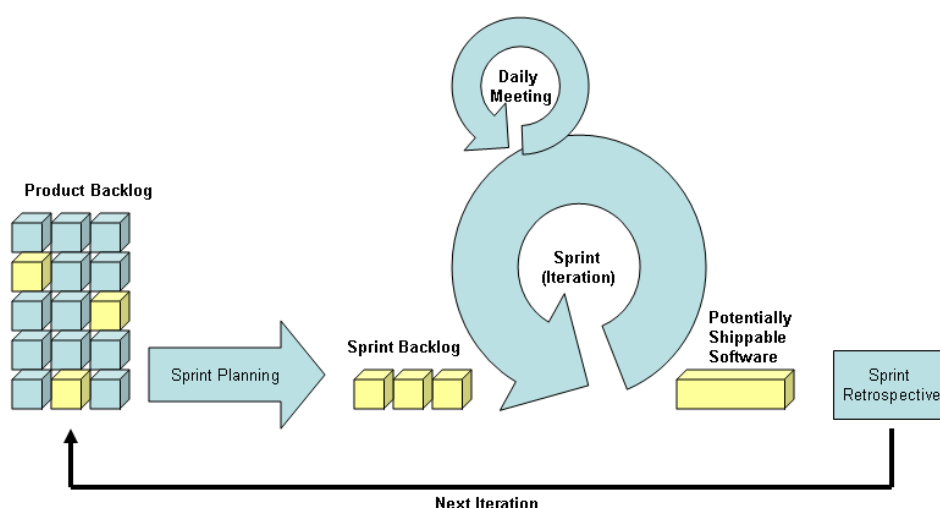 Daily
Meeting
Product Backlog
Sprint
(Iteration)
Potentially
Shippable
Software
Sprint Backlog
Sprint Planning
Sprint
Retrospective
Next Iteration